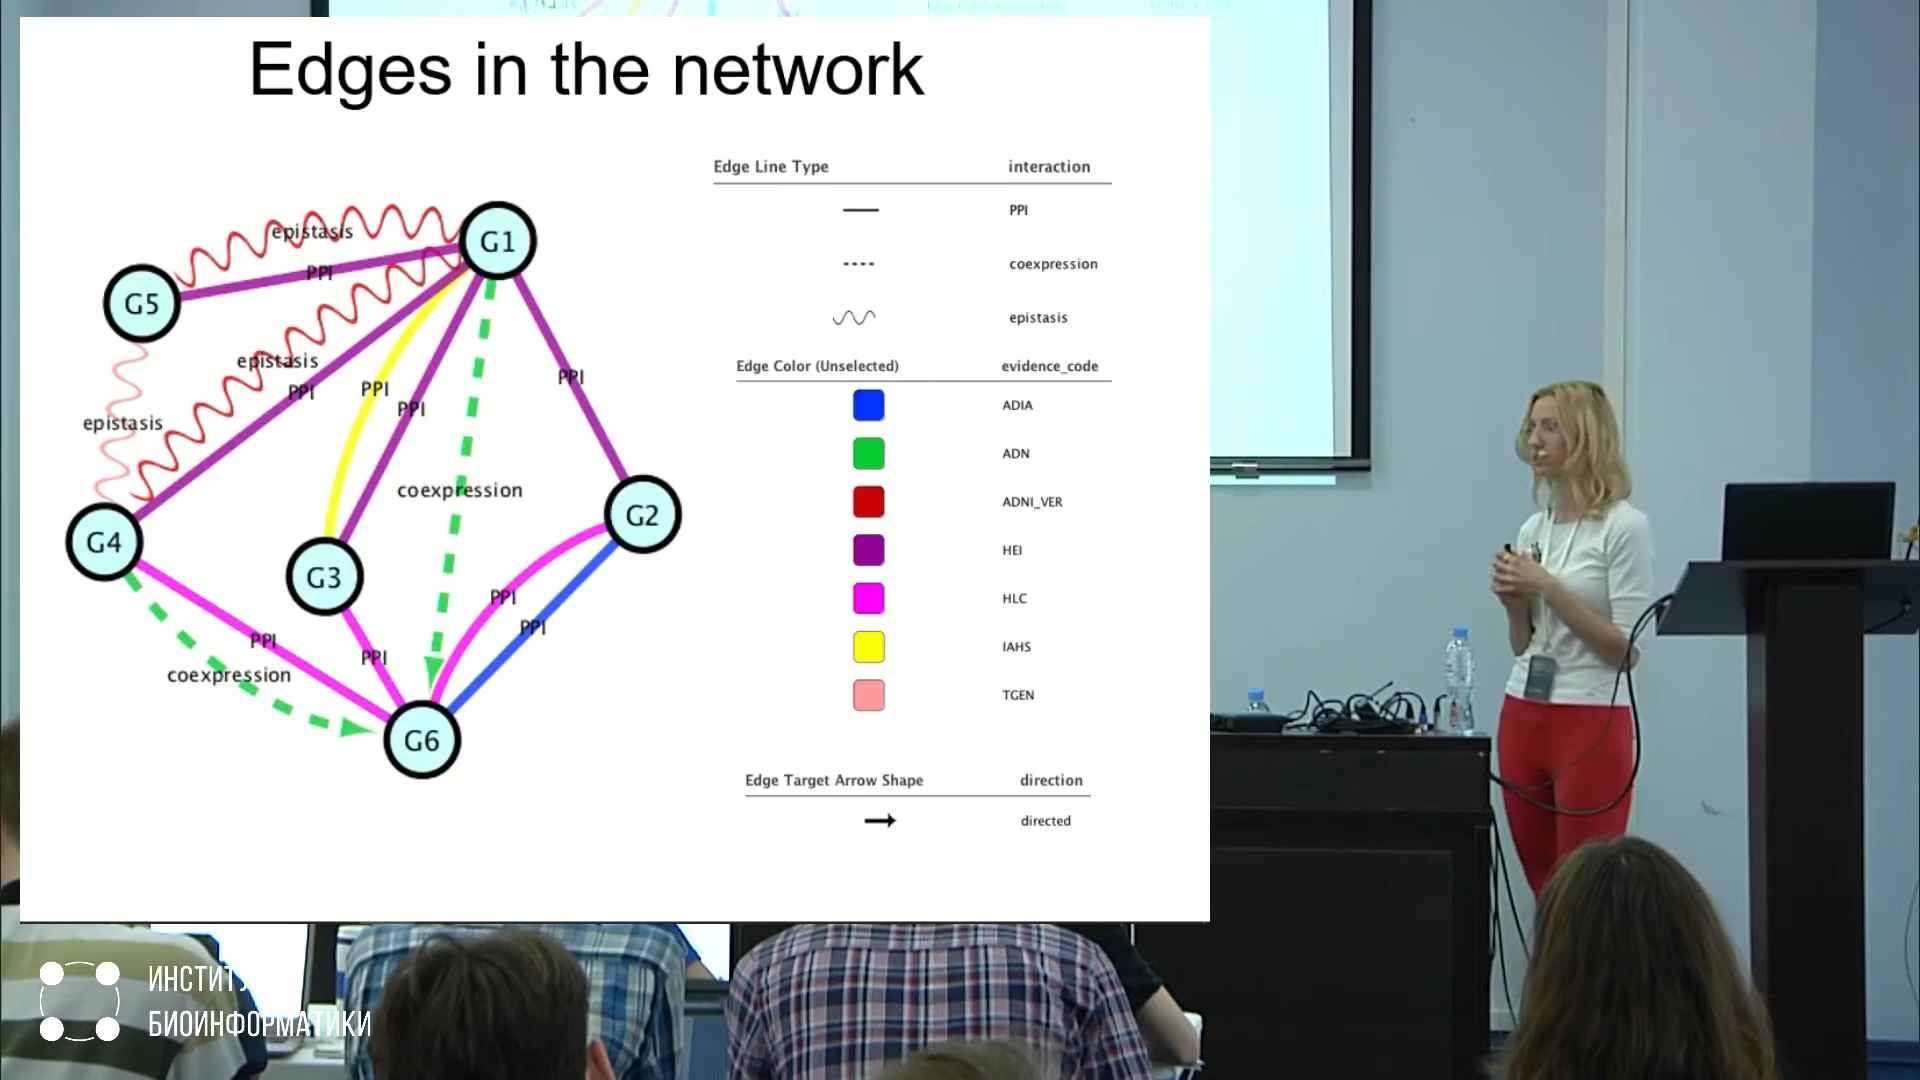 Edges in the network
Edge Line Type interaction
PPI
coexpression
epistasis
Edge Color (Unselected) evidence_code
ADIA
ADN
ADNI_VER
HEI
HLC
IAHS
TGEN
Edge Target Arrow Shape direction
directed
G1
epistasis
PPI
G5
epistasis
PPI
PPI
PPI
PPI
epistasis
coexpression
G2
G4
G3
PPI
PPI
PPI
PPI
coexpression
G6
ИНСТИТУ
БИОИНФОРМАТИКИ